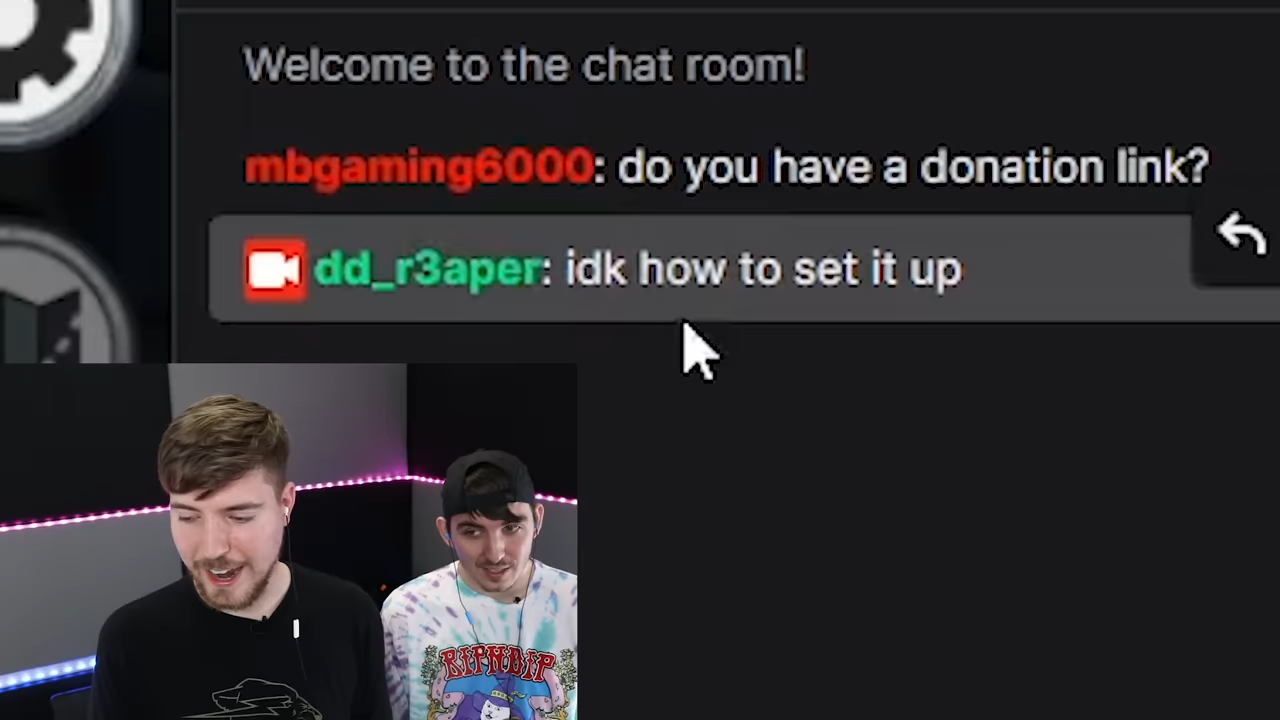 Welcome to the chat room!
mbgaming6000: do you have a donation link?
dd_r3aper: idk how to set it up
RIPNDIP